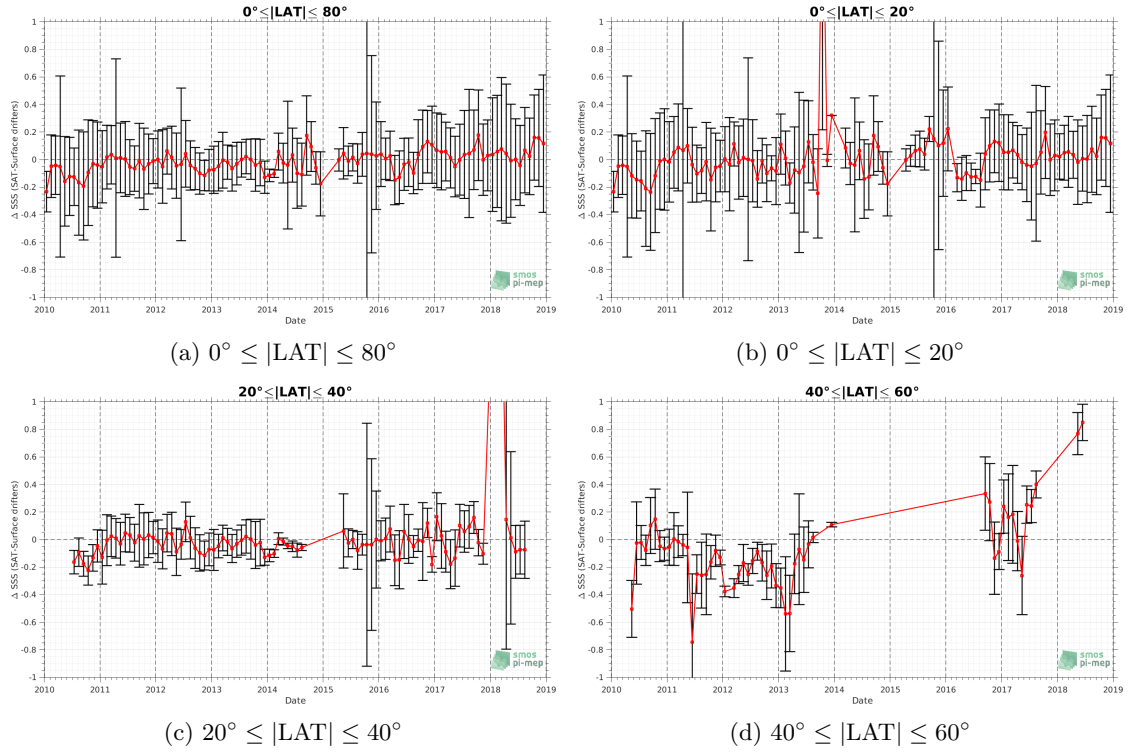 0°≤|LAT|≤ 80°
1
0.8
0.6
0.4
0.2
0
-0.2
-0.4
-0.6
-0.8
-1
Δ SSS (SAT-Surface drifters)
2010 2011 2012 2013 2014 2015 2016 2017 2018 2019
Date
smos
pi-mep
(a) 0° ≤ |LAT| ≤ 80°
0°≤|LAT|≤ 20°
1
0.8
0.6
0.4
0.2
0
-0.2
-0.4
-0.6
-0.8
-1
Δ SSS (SAT-Surface drifters)
2010 2011 2012 2013 2014 2015 2016 2017 2018 2019
Date
smos
pi-mep
(b) 0° ≤ |LAT| ≤ 20°
20°≤|LAT|≤ 40°
1
0.8
0.6
0.4
0.2
0
-0.2
-0.4
-0.6
-0.8
-1
Δ SSS (SAT-Surface drifters)
2010 2011 2012 2013 2014 2015 2016 2017 2018 2019
Date
smos
pi-mep
(c) 20° ≤ |LAT| ≤ 40°
40°≤|LAT|≤ 60°
1
0.8
0.6
0.4
0.2
0
-0.2
-0.4
-0.6
-0.8
-1
Δ SSS (SAT-Surface drifters)
2010 2011 2012 2013 2014 2015 2016 2017 2018 2019
Date
smos
pi-mep
(d) 40° ≤ |LAT| ≤ 60°